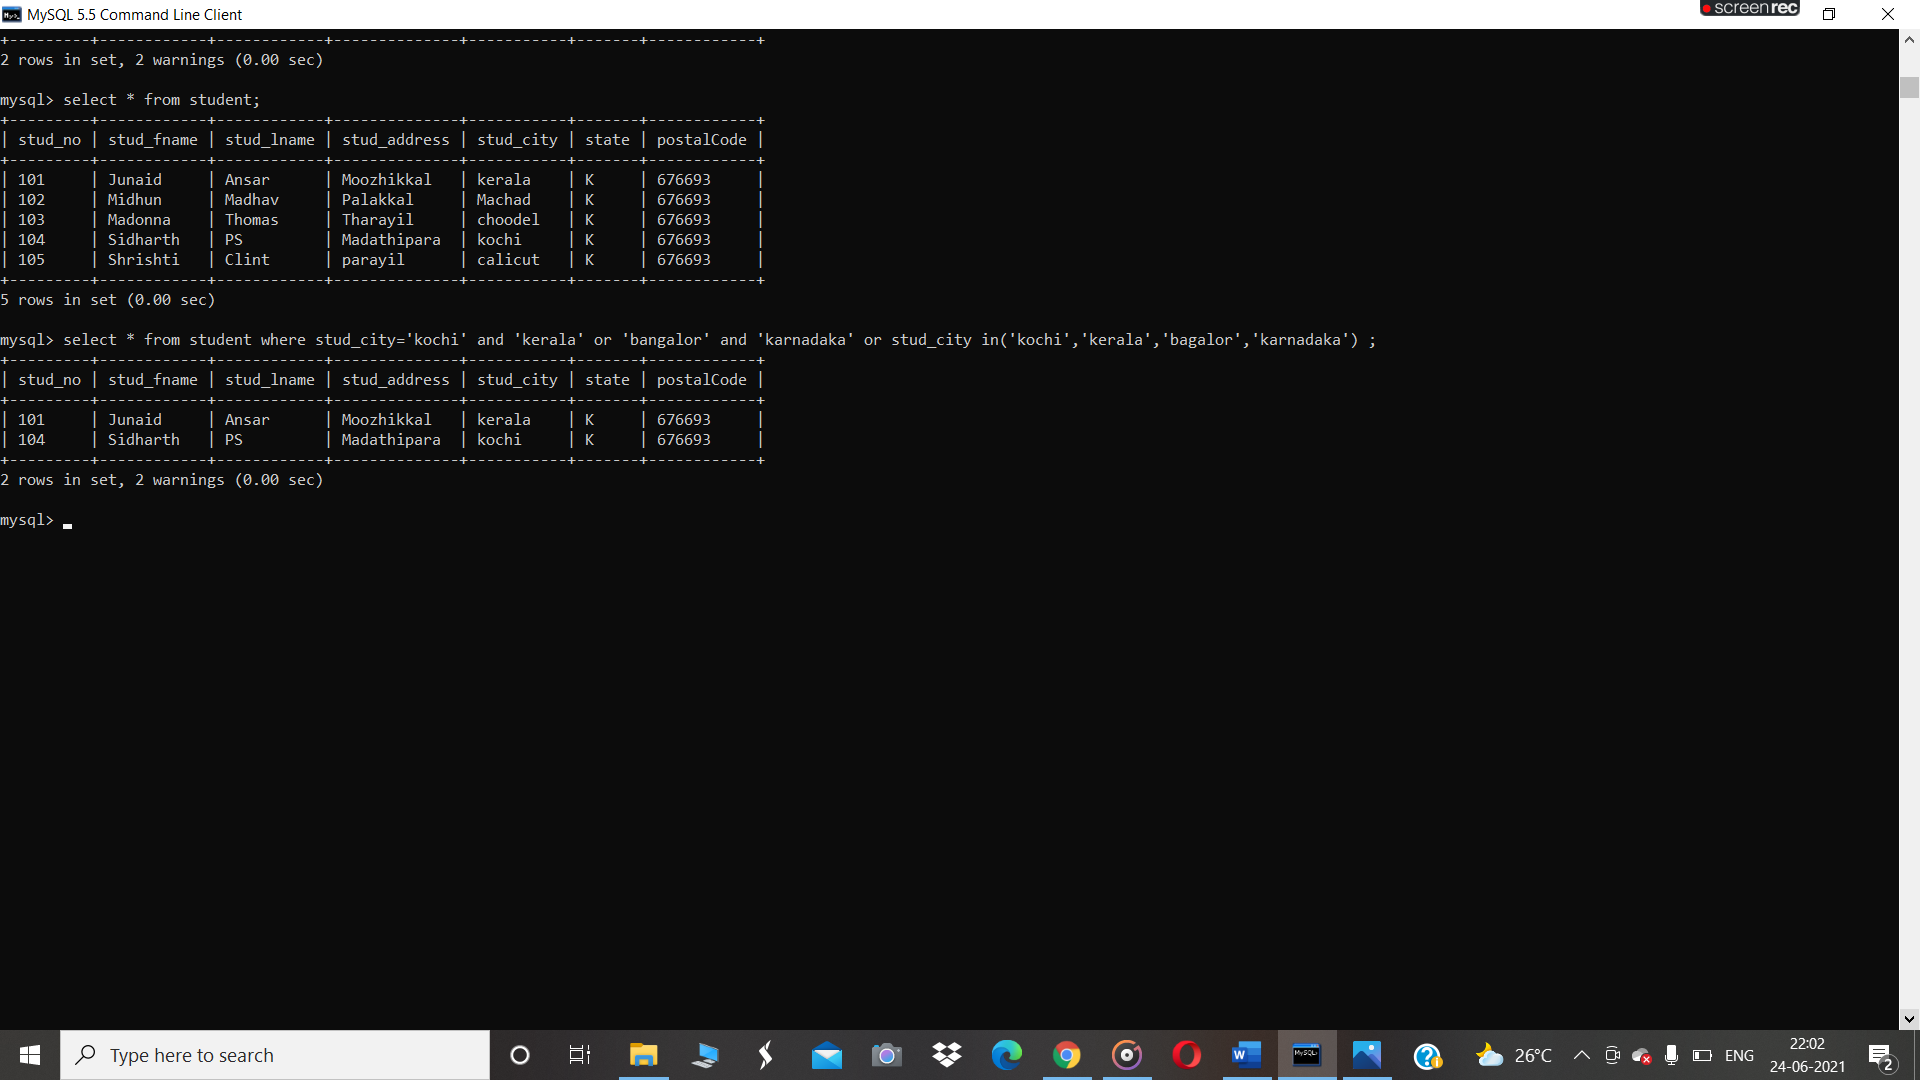 MySQL 5.5 Command Line Client
screenrec
+---------+------------+------------+--------------+-----------+-------+------------+
2 rows in set, 2 warnings (0.00 sec)
mysql> select * from student;
+---------+------------+------------+--------------+-----------+-------+------------+
| stud_no | stud_fname | stud_lname | stud_address | stud_city | state | postalCode |
+---------+------------+------------+--------------+-----------+-------+------------+
| 101     | Junaid     | Ansar      | Moozhikkal   | kerala    | K     | 676693     |
| 102     | Midhun     | Madhav     | Palakkal     | Machad    | K     | 676693     |
| 103     | Madonna    | Thomas     | Tharayil     | choodel   | K     | 676693     |
| 104     | Sidharth   | PS         | Madathipara  | kochi     | K     | 676693     |
| 105     | Shrishti   | Clint      | parayil      | calicut   | K     | 676693     |
+---------+------------+------------+--------------+-----------+-------+------------+
5 rows in set (0.00 sec)
mysql> select * from student where stud_city='kochi' and 'kerala' or 'bangalor' and 'karnadaka' or stud_city in('kochi','kerala','bagalor','karnadaka') ;
+---------+------------+------------+--------------+-----------+-------+------------+
| stud_no | stud_fname | stud_lname | stud_address | stud_city | state | postalCode |
+---------+------------+------------+--------------+-----------+-------+------------+
| 101     | Junaid     | Ansar      | Moozhikkal   | kerala    | K     | 676693     |
| 104     | Sidharth   | PS         | Madathipara  | kochi     | K     | 676693     |
+---------+------------+------------+--------------+-----------+-------+------------+
2 rows in set, 2 warnings (0.00 sec)
mysql>
Type here to search
26°C
ENG
22:02
24-06-2021
2